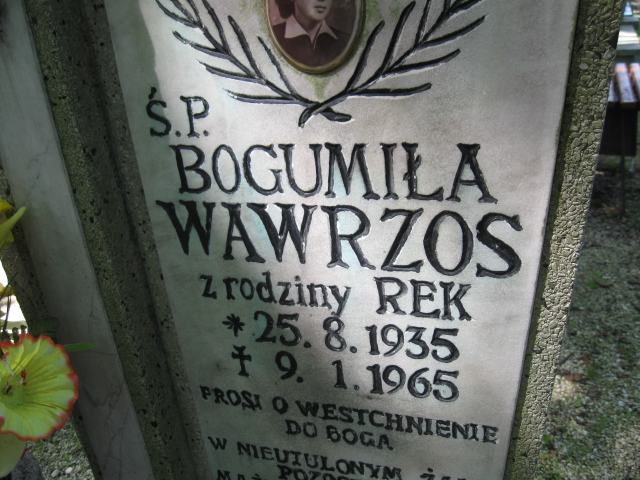 Ś.P.
BOGUMIŁA
WAWRZOS
z rodziny REK
* 25. 8. 1935
† 9. 1. 1965
PROSI O WESTCHNIENIE
DO BOGA
W NIEUTULONYM